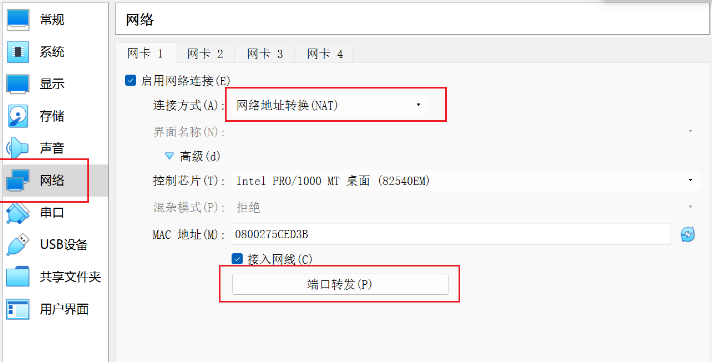 常规
系统
显示
存储
声音
网络
串口
USB设备
共享文件夹
用户界面
网络
网卡 1 网卡 2 网卡 3 网卡 4
启用网络连接(E)
连接方式(A): 网络地址转换(NAT)
界面名称(N):
高级(d)
控制芯片(T): Intel PRO/1000 MT 桌面 (82540EM)
混杂模式(P): 拒绝
MAC 地址(M): 0800275CED3B
接入网线(C)
端口转发(P)